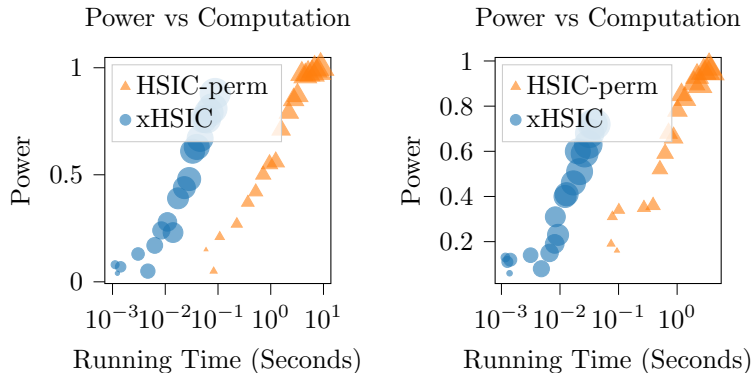 Power vs Computation
1
0.5
0
Power
HSIC-perm
xHSIC
10^−3 10^−2 10^−1 10^0 10^1
Running Time (Seconds)
Power vs Computation
1
0.8
0.6
0.4
0.2
Power
HSIC-perm
xHSIC
10^−3 10^−2 10^−1 10^0
Running Time (Seconds)